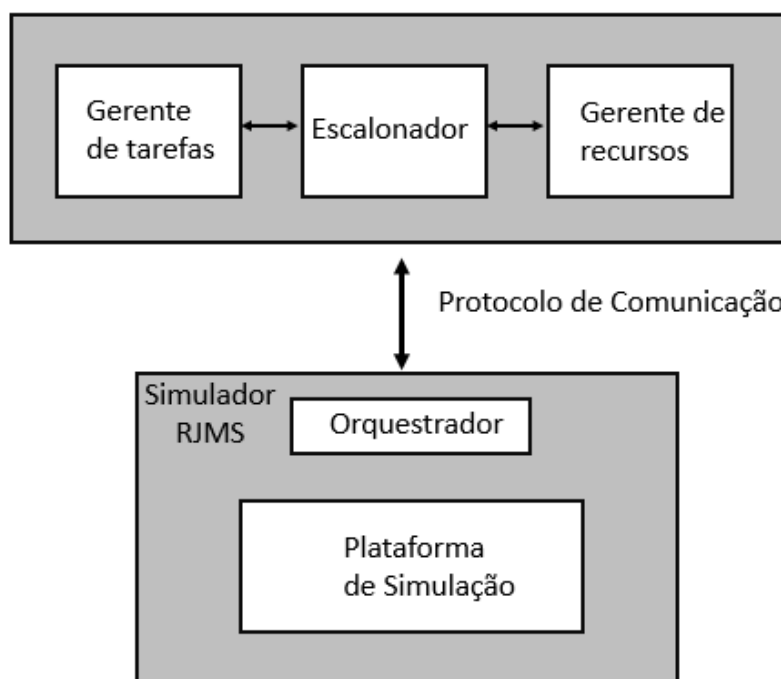 Gerente
de tarefas
Escalonador
Gerente de
recursos
Protocolo de Comunicação
Simulador
RJMS
Orquestrador
Plataforma
de Simulação